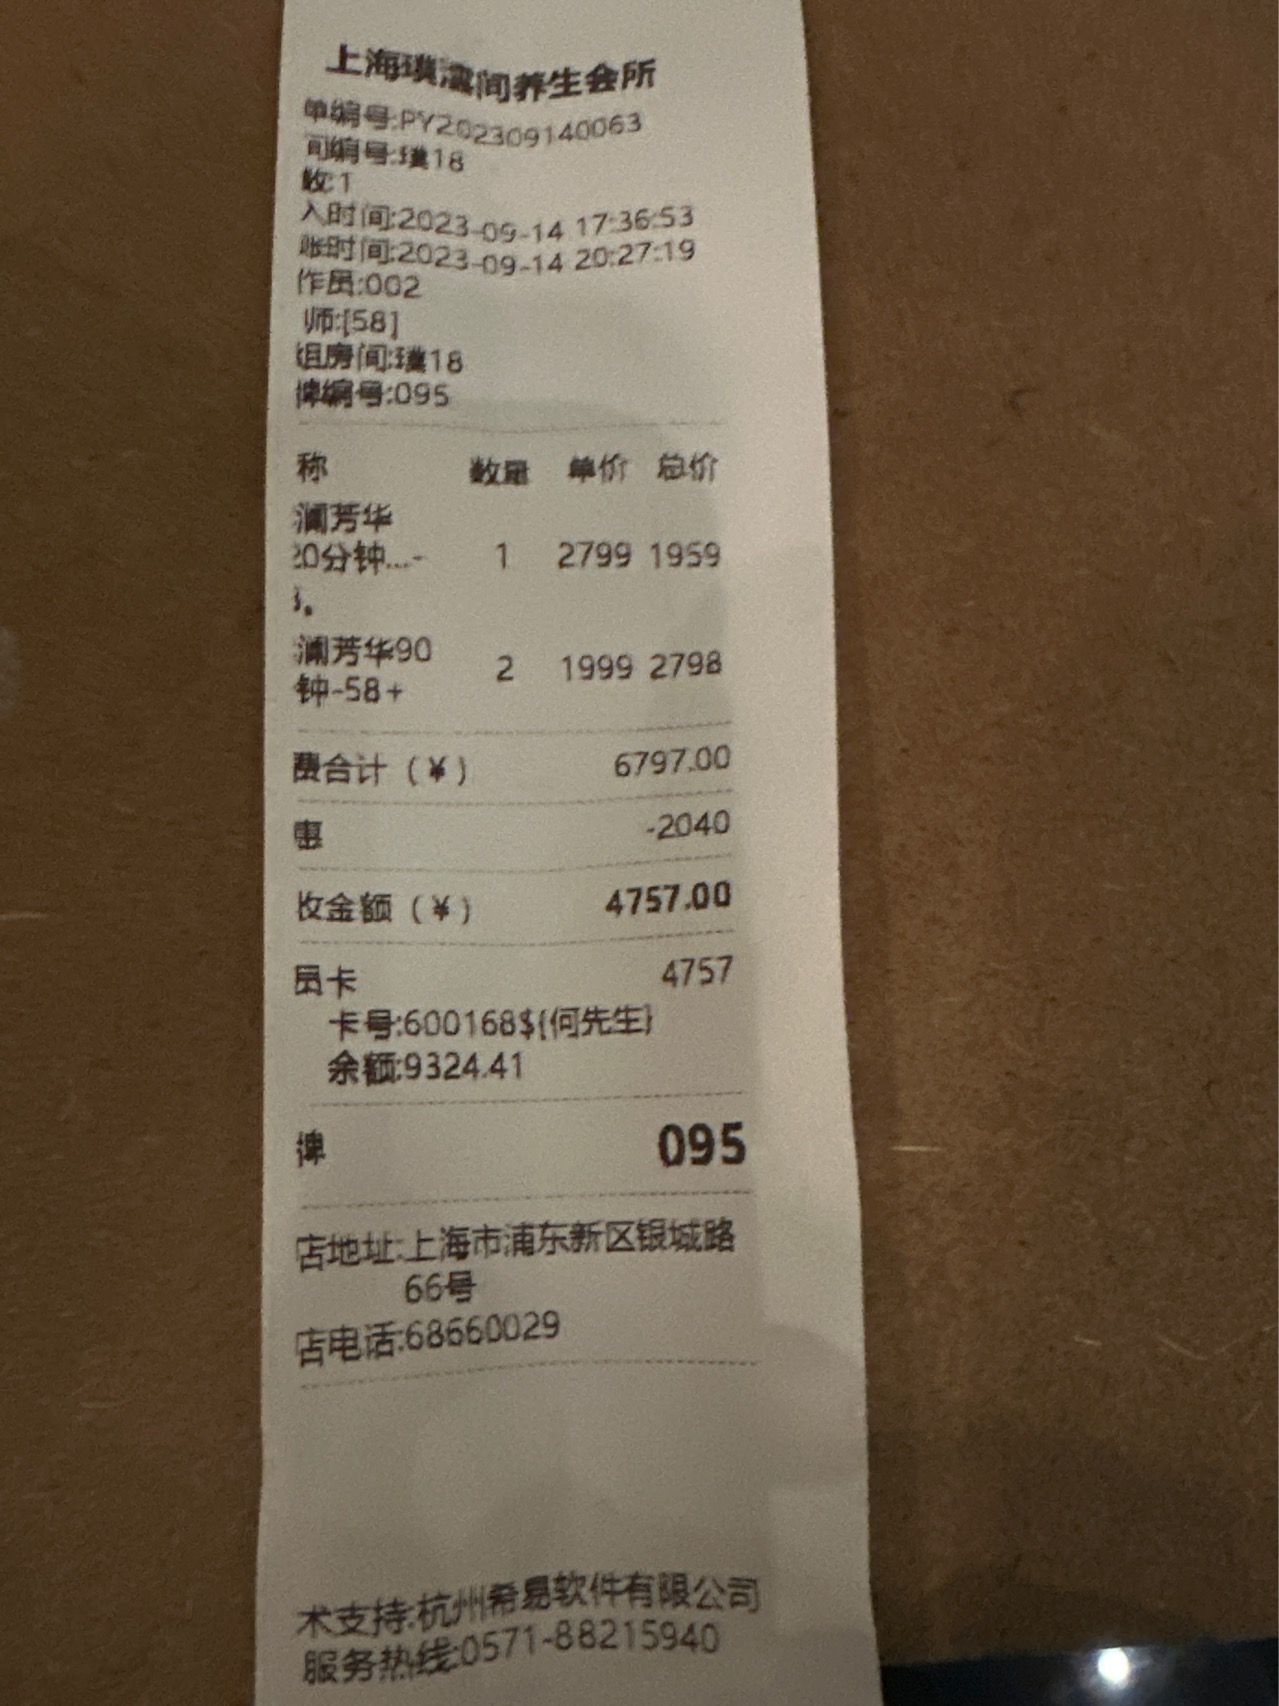 上海璞澜间养生会所
单编号:PY202309140063
间编号:璞18
数:1
入时间:2023-09-14 17:36:53
账时间:2023-09-14 20:27:19
作员:002
师:[58]
组房间:璞18
牌编号:095
称 数量 单价 总价
澜芳华
20分钟...- 1 2799 1959
澜芳华90 2 1999 2798
钟-58+
费合计（¥） 6797.00
惠 -2040
收金额（¥） 4757.00
员卡 4757
卡号:600168$[何先生]
余额:9324.41
牌 095
店地址:上海市浦东新区银城路
66号
店电话:68660029
术支持:杭州希易软件有限公司
服务热线:0571-88215940